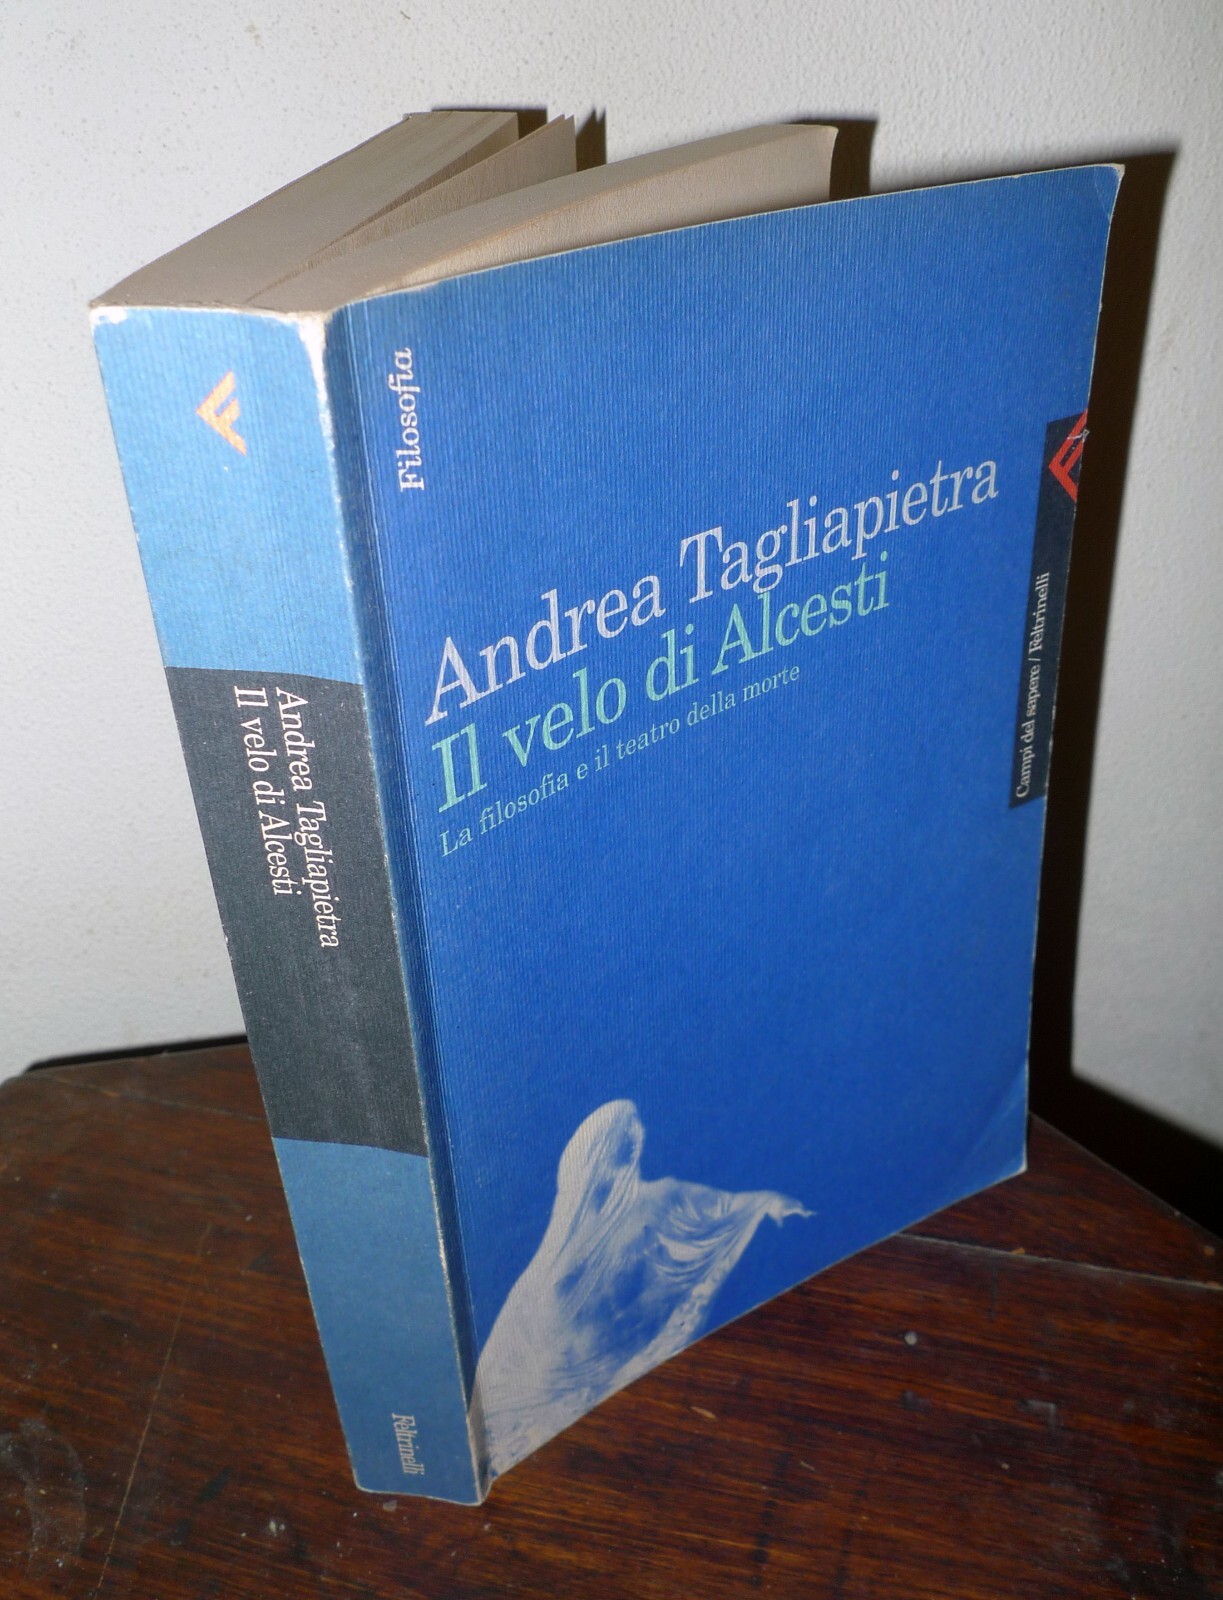 Andrea Tagliapietra
Il velo di Alcesti
Feltrinelli
Filosofia
Andrea Tagliapietra
Il velo di Alcesti
La filosofia e il teatro della morte
Campi del sapere / Feltrinelli